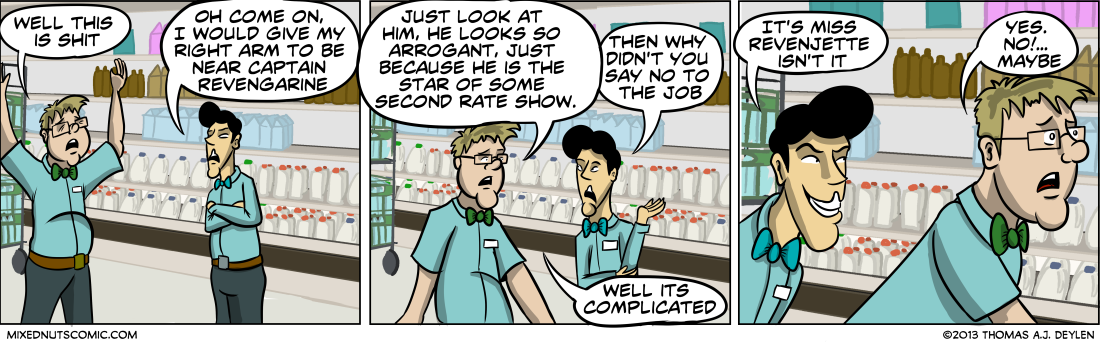 WELL THIS
IS SHIT
OH COME ON,
I WOULD GIVE MY
RIGHT ARM TO BE
NEAR CAPTAIN
REVENGARINE
JUST LOOK AT
HIM, HE LOOKS SO
ARROGANT, JUST
BECAUSE HE IS THE
STAR OF SOME
SECOND RATE SHOW.
THEN WHY
DIDN'T YOU
SAY NO TO
THE JOB
WELL ITS
COMPLICATED
IT'S MISS
REVENJETTE
ISN'T IT
YES.
NO!...
MAYBE
MIXEDNUTSCOMIC.COM
©2013 THOMAS A.J. DEYLEN